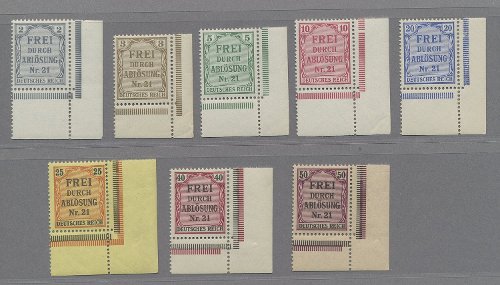 2 2
FREI
DURCH
ABLÖSUNG
Nr. 21
DEUTSCHES REICH
3 3
FREI
DURCH
ABLÖSUNG
Nr. 21
DEUTSCHES REICH
5 5
FREI
DURCH
ABLÖSUNG
Nr. 21
DEUTSCHES REICH
10 10
FREI
DURCH
ABLÖSUNG
Nr. 21
DEUTSCHES REICH
20 20
FREI
DURCH
ABLÖSUNG
Nr. 21
DEUTSCHES REICH
25 25
FREI
DURCH
ABLÖSUNG
Nr. 21
DEUTSCHES REICH
40 40
FREI
DURCH
ABLÖSUNG
Nr. 21
DEUTSCHES REICH
50 50
FREI
DURCH
ABLÖSUNG
Nr. 21
DEUTSCHES REICH